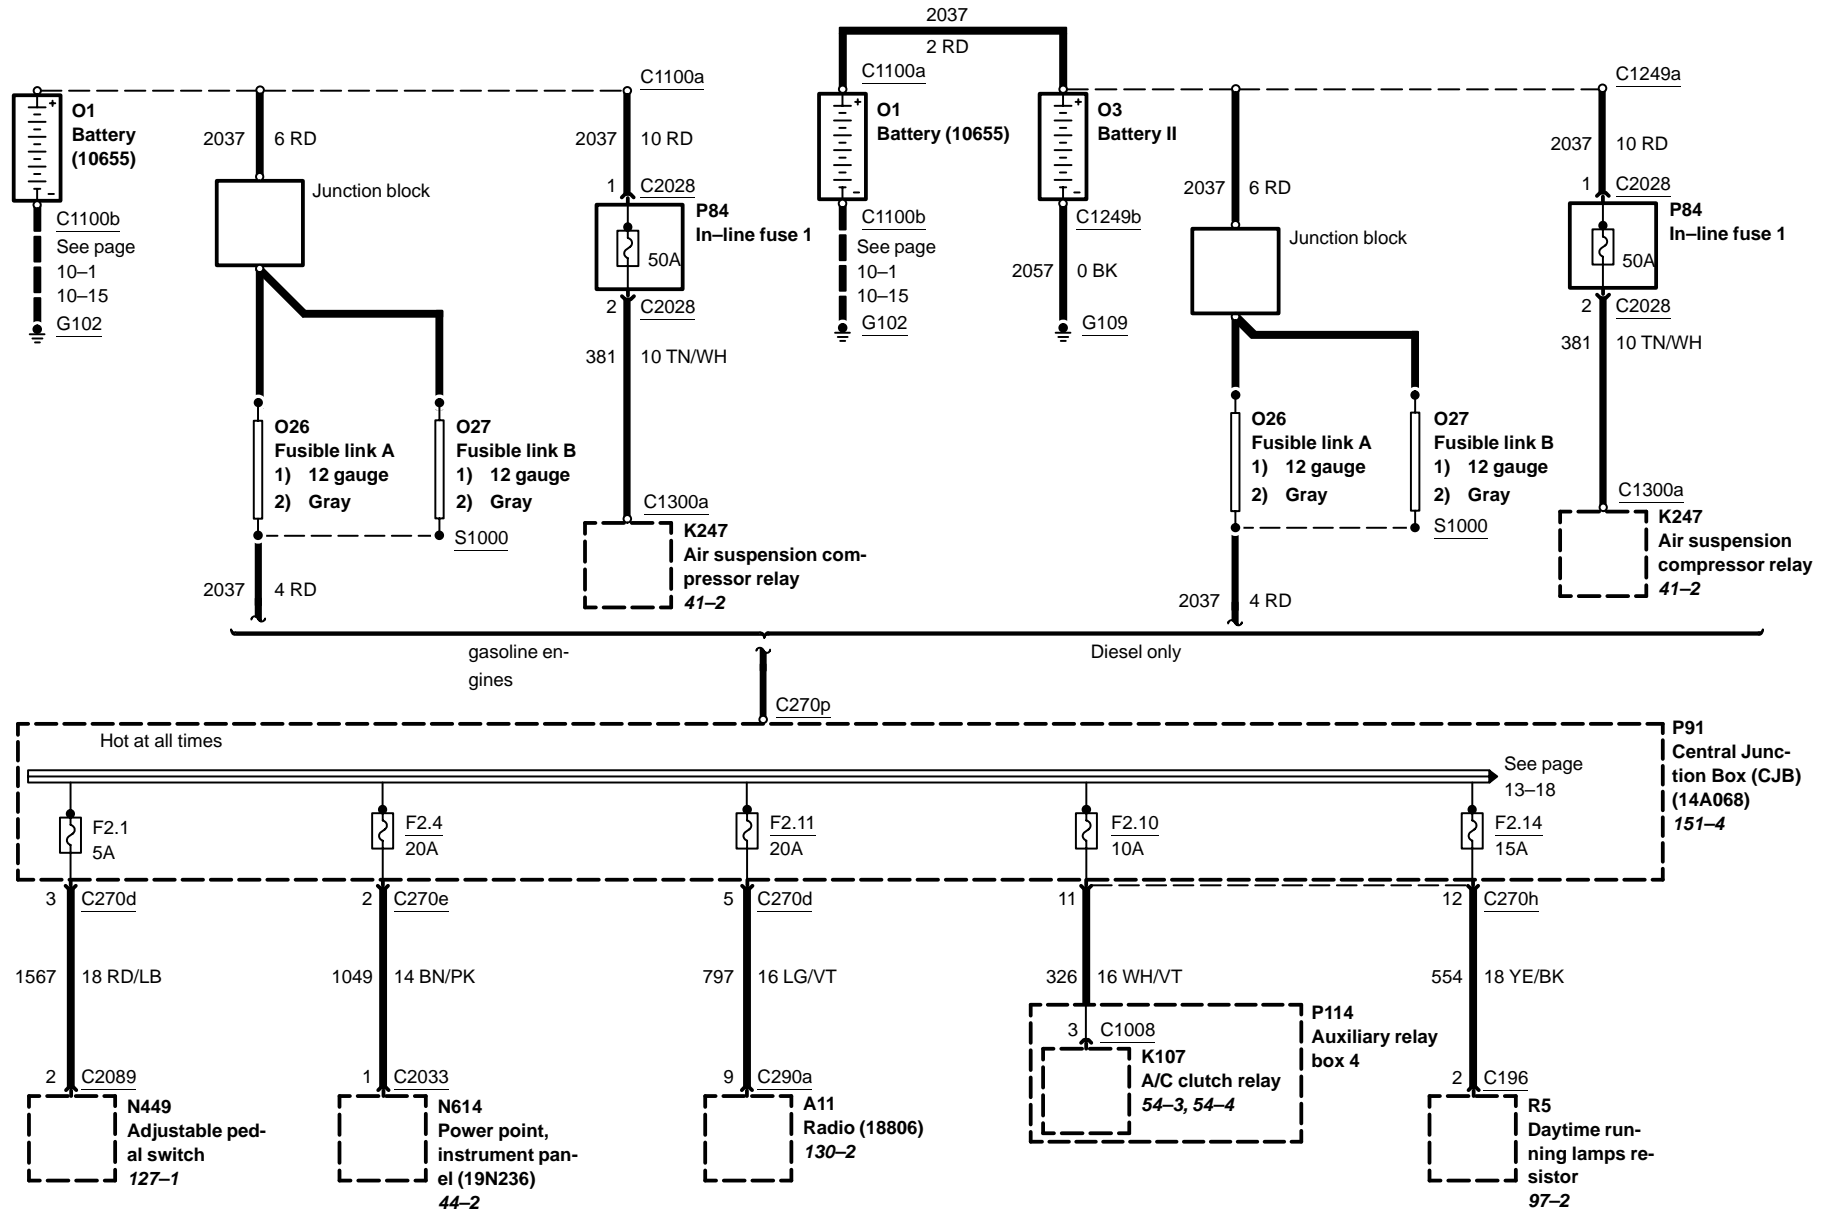 2037
2 RD
C1100a
O1
Battery
(10655)
2037 6 RD
Junction block
C1100b
See page
10–1
10–15
G102
2037 10 RD
1 C2028
P84
In–line fuse 1
50A
2 C2028
381 10 TN/WH
O26
Fusible link A
1) 12 gauge
2) Gray
O27
Fusible link B
1) 12 gauge
2) Gray
S1000
C1300a
K247
Air suspension com-
pressor relay
41–2
2037 4 RD
C1100a
O1
Battery (10655)
O3
Battery II
C1249a
C1100b
See page
10–1
10–15
G102
C1249b
2057 0 BK
G109
2037 6 RD
Junction block
2037 10 RD
1 C2028
P84
In–line fuse 1
50A
2 C2028
381 10 TN/WH
O26
Fusible link A
1) 12 gauge
2) Gray
O27
Fusible link B
1) 12 gauge
2) Gray
S1000
C1300a
K247
Air suspension
compressor relay
41–2
2037 4 RD
gasoline en-
gines
Diesel only
C270p
Hot at all times
See page
13–18
P91
Central Junc-
tion Box (CJB)
(14A068)
151–4
F2.1
5A
F2.4
20A
F2.11
20A
F2.10
10A
F2.14
15A
3 C270d
2 C270e
5 C270d
11
12 C270h
1567 18 RD/LB
1049 14 BN/PK
797 16 LG/VT
326 16 WH/VT
554 18 YE/BK
P114
Auxiliary relay
box 4
3 C1008
K107
A/C clutch relay
54–3, 54–4
2 C2089
1 C2033
9 C290a
2 C196
N449
Adjustable ped-
al switch
127–1
N614
Power point,
instrument pan-
el (19N236)
44–2
A11
Radio (18806)
130–2
R5
Daytime run-
ning lamps re-
sistor
97–2